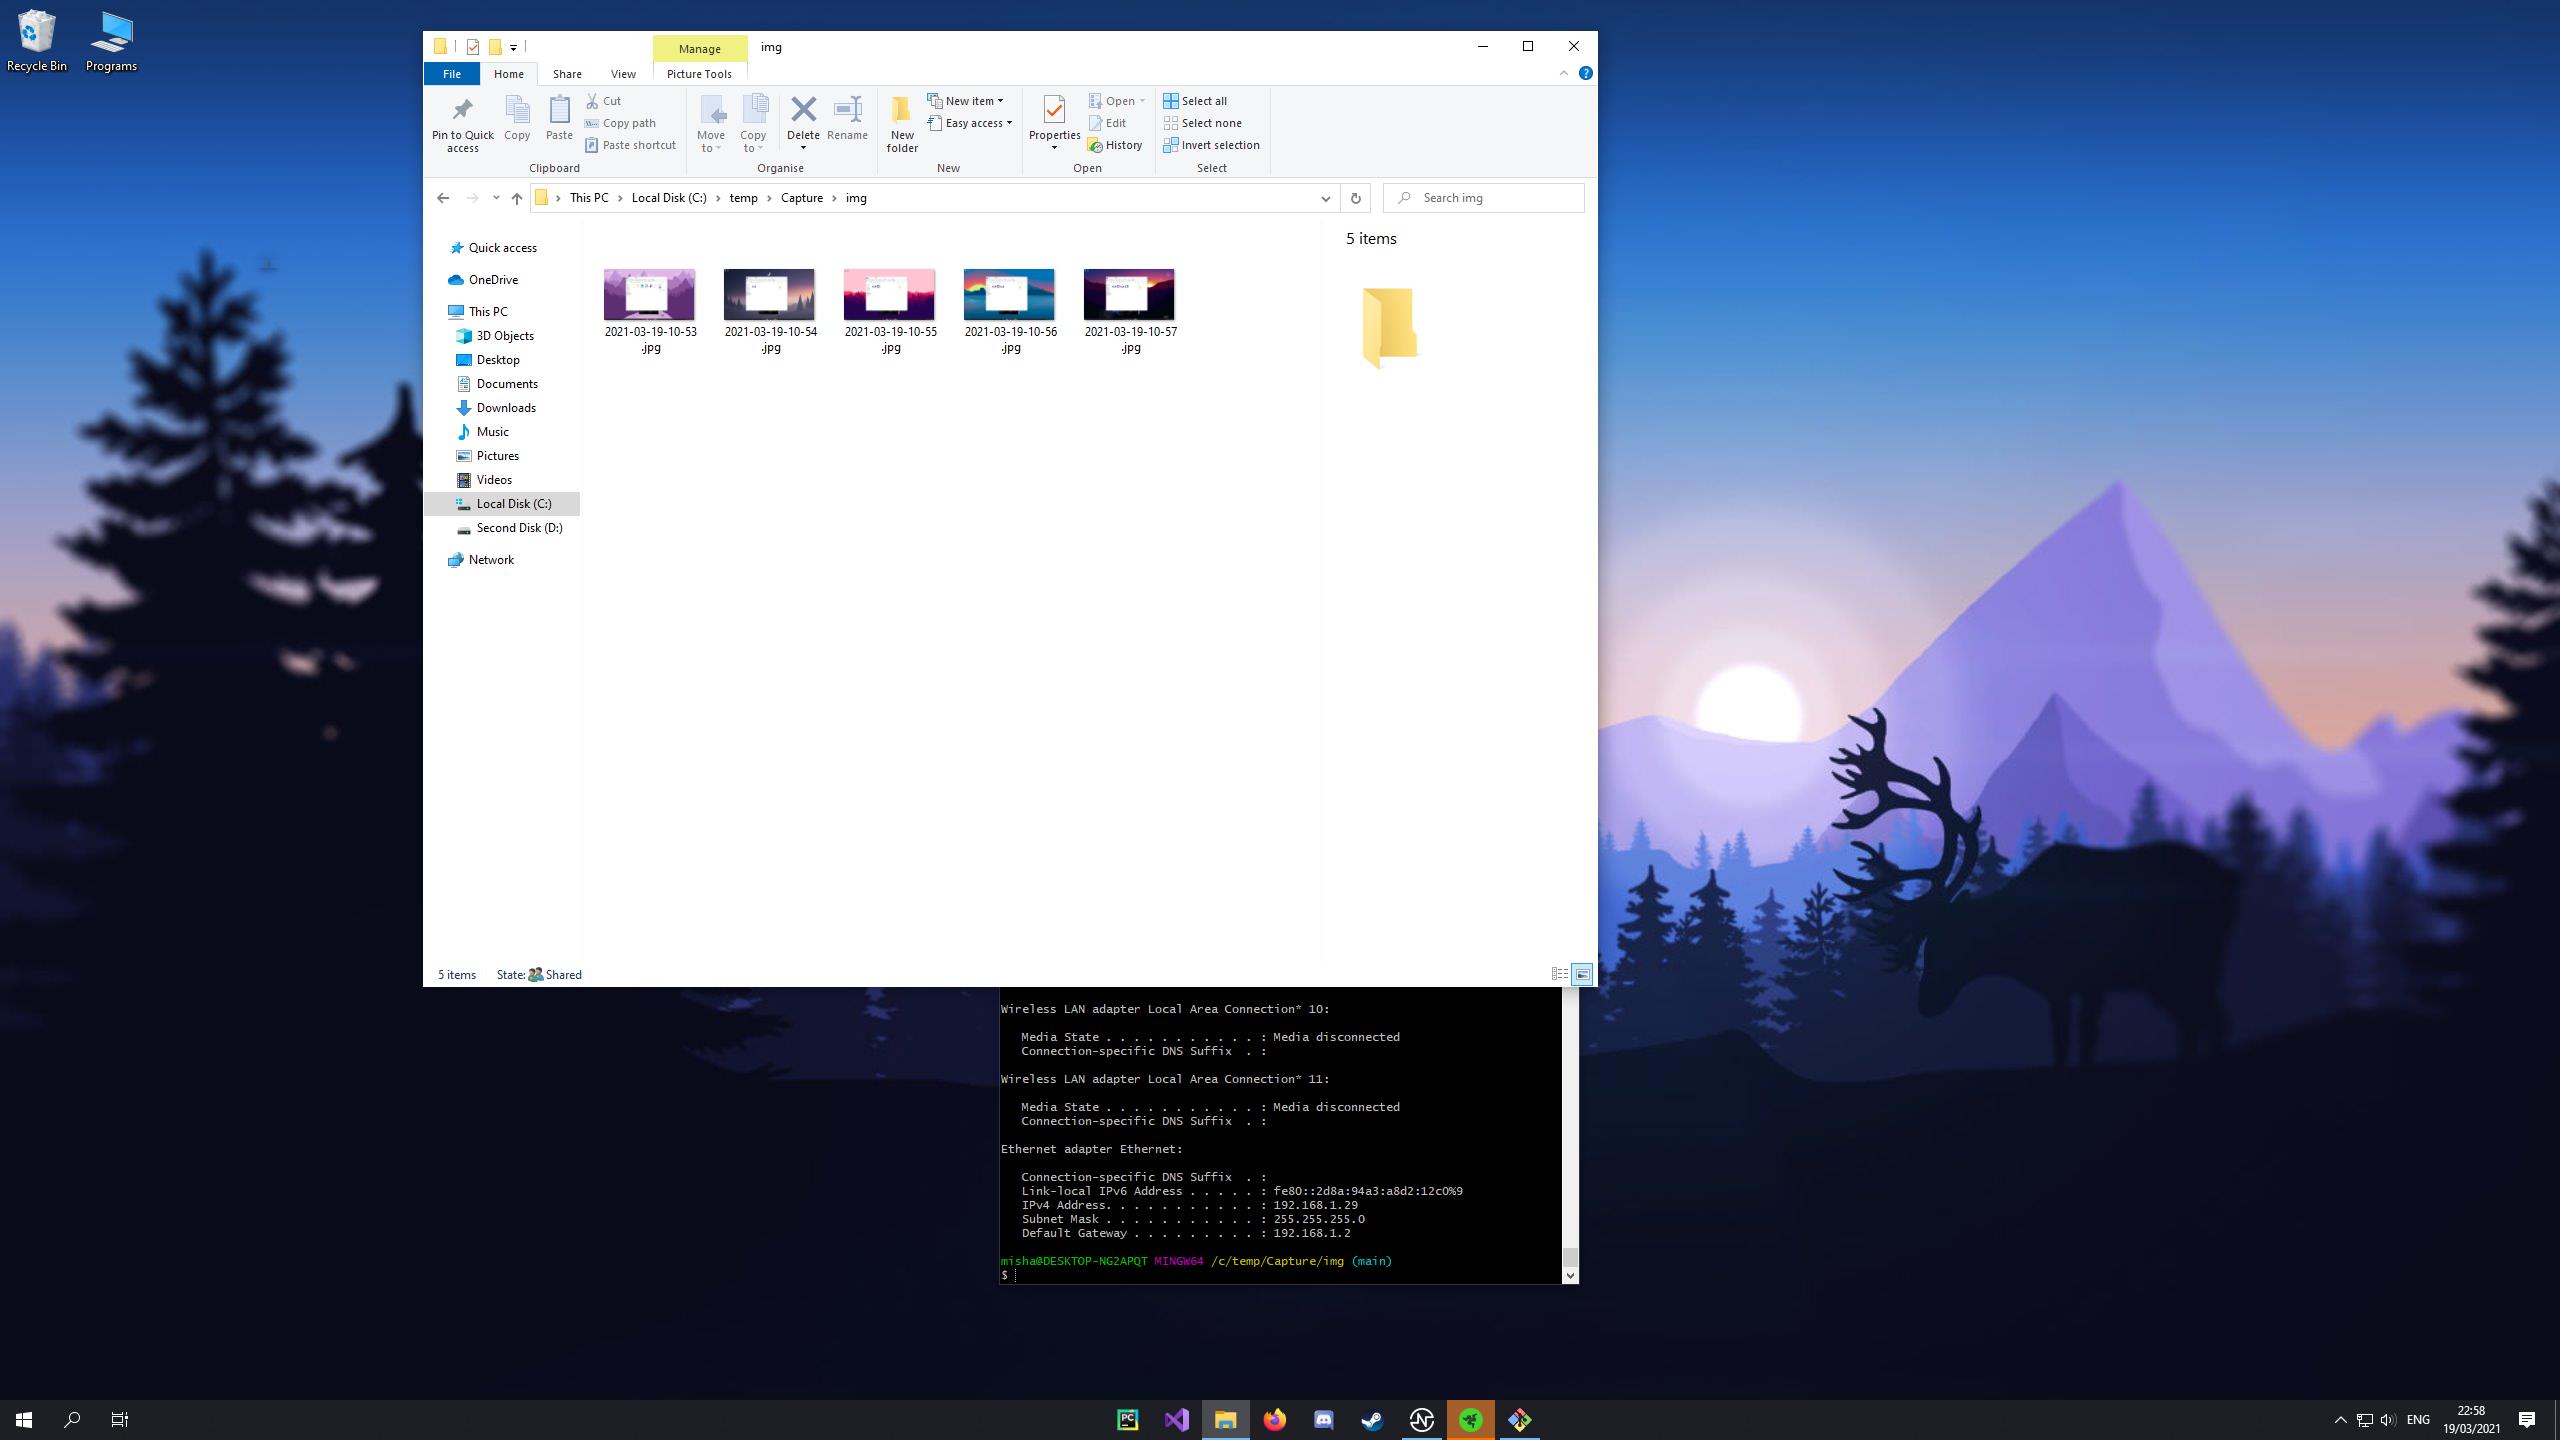 Recycle Bin
Programs
Manage
img
File
Home
Share
View
Picture Tools
Pin to Quick access
Copy
Paste
Cut
Copy path
Paste shortcut
Clipboard
Move to
Copy to
Delete
Rename
Organise
New folder
New item
Easy access
New
Properties
Open
Edit
History
Open
Select all
Select none
Invert selection
Select
This PC > Local Disk (C:) > temp > Capture > img
Search img
Quick access
OneDrive
This PC
3D Objects
Desktop
Documents
Downloads
Music
Pictures
Videos
Local Disk (C:)
Second Disk (D:)
Network
2021-03-19-10-53.jpg
2021-03-19-10-54.jpg
2021-03-19-10-55.jpg
2021-03-19-10-56.jpg
2021-03-19-10-57.jpg
5 items
5 items
State: Shared
Wireless LAN adapter Local Area Connection* 10:
Media State . . . . . . . . . . . : Media disconnected
Connection-specific DNS Suffix  . :
Wireless LAN adapter Local Area Connection* 11:
Media State . . . . . . . . . . . : Media disconnected
Connection-specific DNS Suffix  . :
Ethernet adapter Ethernet:
Connection-specific DNS Suffix  . :
Link-local IPv6 Address . . . . . : fe80::2d8a:94a3:a8d2:12c0%9
IPv4 Address. . . . . . . . . . . : 192.168.1.29
Subnet Mask . . . . . . . . . . . : 255.255.255.0
Default Gateway . . . . . . . . . : 192.168.1.2
misha@DESKTOP-NG2APQT MINGW64 /c/temp/Capture/img (main)
$
PC
ENG
22:58
19/03/2021